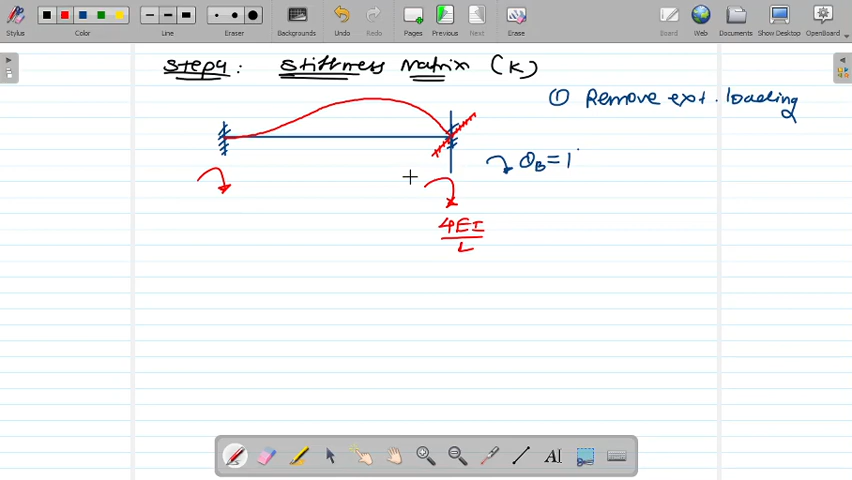 Stylus Color Line Eraser Backgrounds Undo Redo Pages Previous Next Erase Board Web Documents Show Desktop OpenBoard
Step4: Stiffness Matrix (K)
① Remove ext. loading
θB = 1
4EI
L
AI